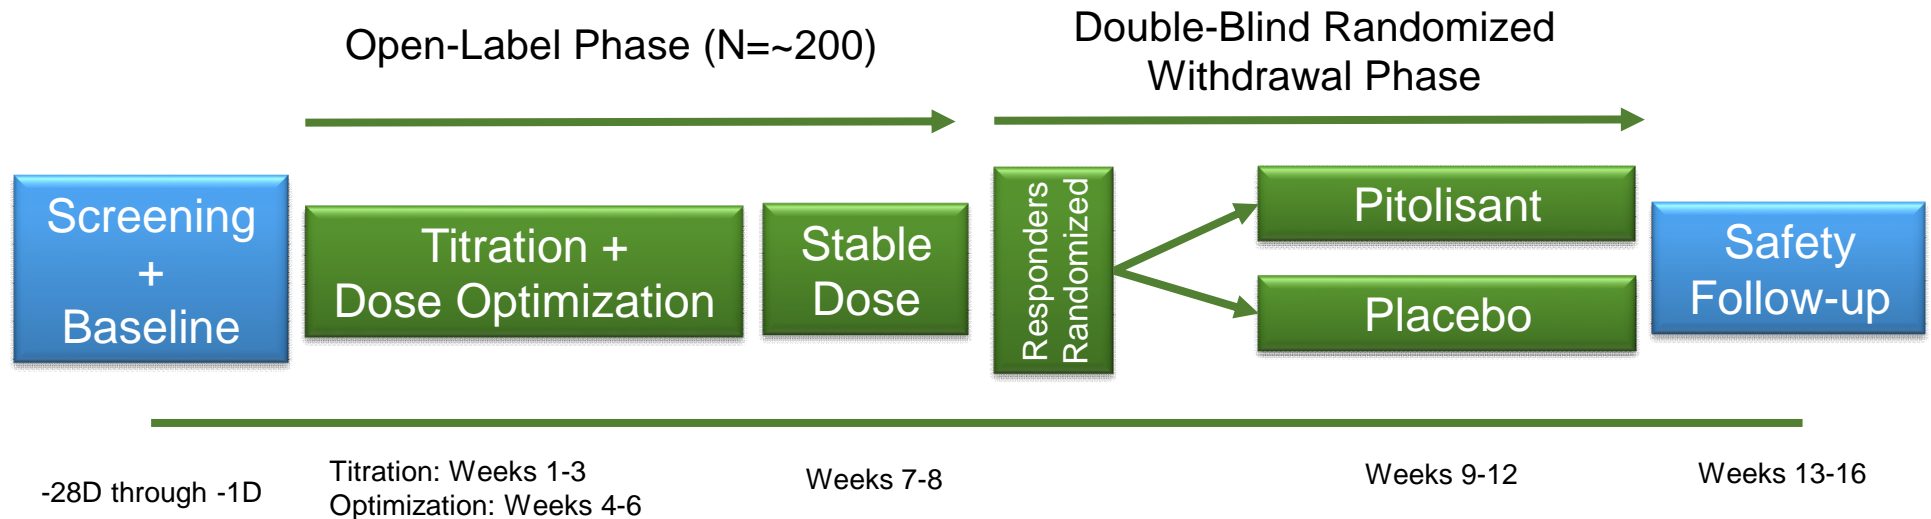 Open-Label Phase (N=~200)
Double-Blind Randomized
Withdrawal Phase
Screening
+
Baseline
Titration +
Dose Optimization
Stable
Dose
Responders
Randomized
Pitolisant
Placebo
Safety
Follow-up
-28D through -1D
Titration: Weeks 1-3
Optimization: Weeks 4-6
Weeks 7-8
Weeks 9-12
Weeks 13-16